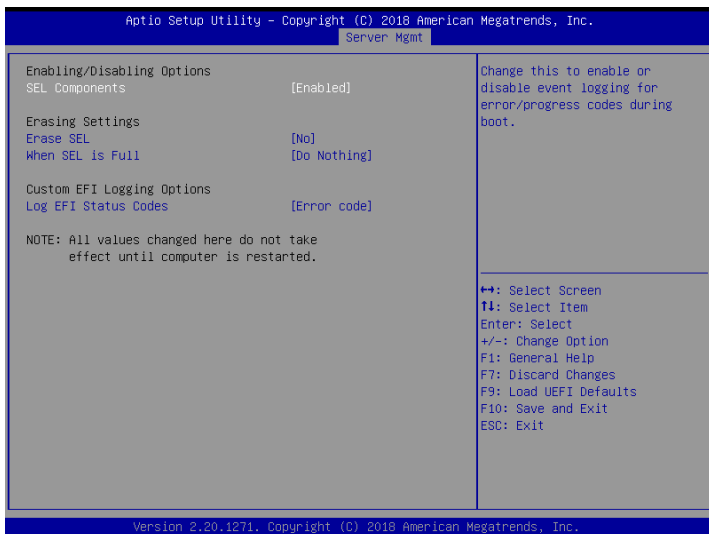 Aptio Setup Utility – Copyright (C) 2018 American Megatrends, Inc.
Server Mgmt
Enabling/Disabling Options
SEL Components [Enabled]
Erasing Settings
Erase SEL [No]
When SEL is Full [Do Nothing]
Custom EFI Logging Options
Log EFI Status Codes [Error code]
NOTE: All values changed here do not take
effect until computer is restarted.
Change this to enable or
disable event logging for
error/progress codes during
boot.
↔: Select Screen
↑↓: Select Item
Enter: Select
+/-: Change Option
F1: General Help
F7: Discard Changes
F9: Load UEFI Defaults
F10: Save and Exit
ESC: Exit
Version 2.20.1271. Copyright (C) 2018 American Megatrends, Inc.